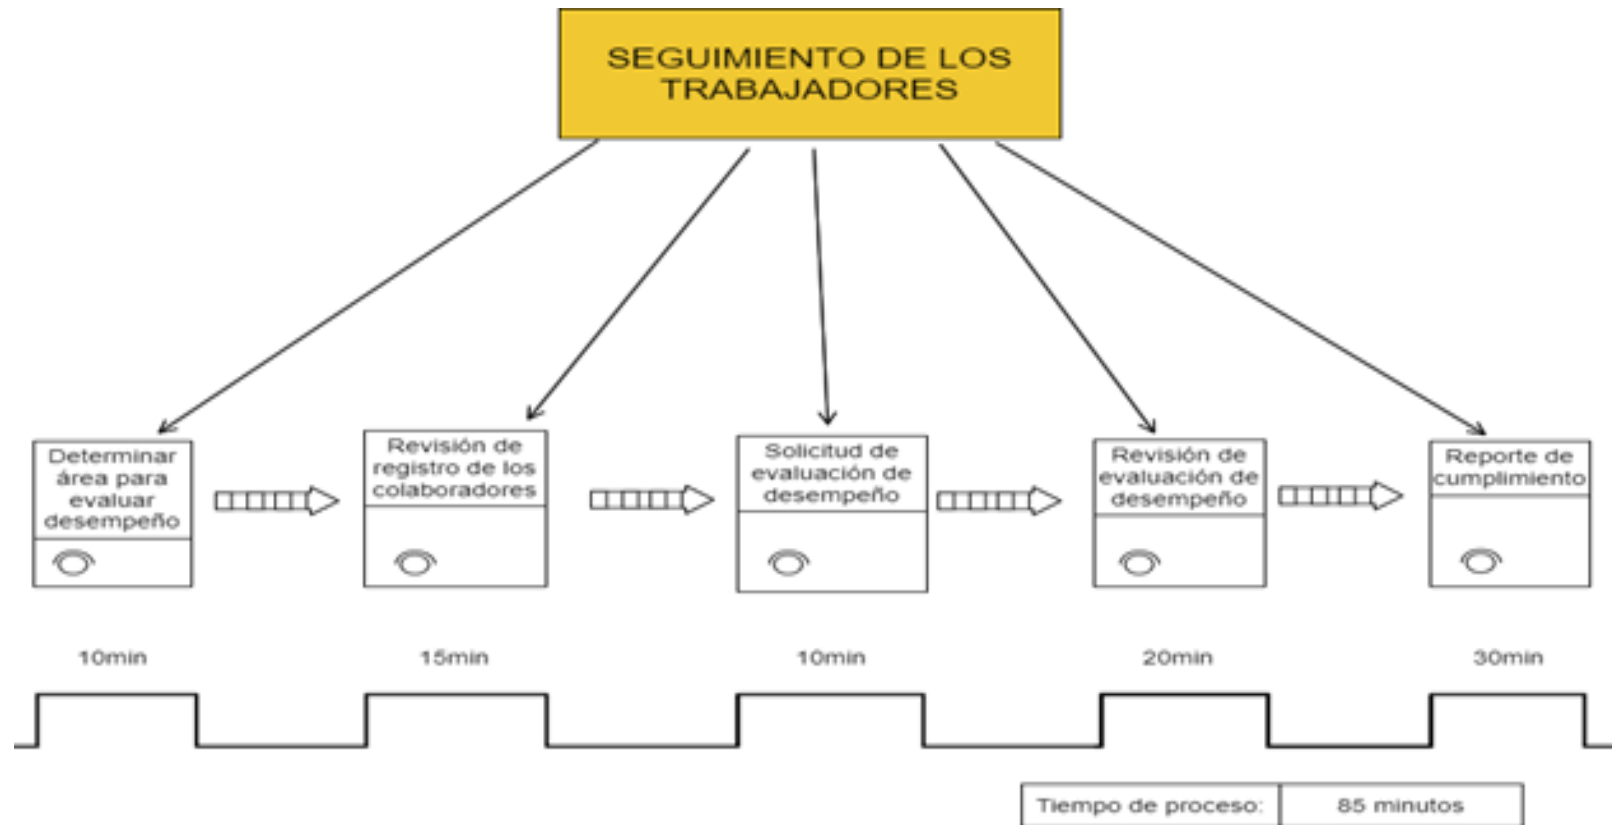 SEGUIMIENTO DE LOS
TRABAJADORES
Determinar
área para
evaluar
desempeño
Revisión de
registro de los
colaboradores
Solicitud de
evaluación de
desempeño
Revisión de
evaluación de
desempeño
Reporte de
cumplimiento
10min
15min
10min
20min
30min
Tiempo de proceso:
85 minutos